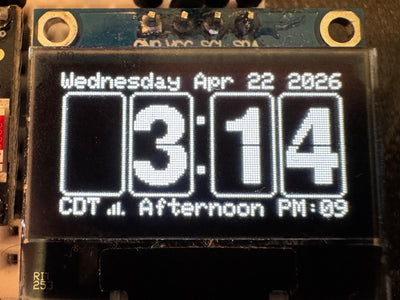 GND VCC SCL SDA
Wednesday Apr 22 2026
3:14
CDT Afternoon PM:09